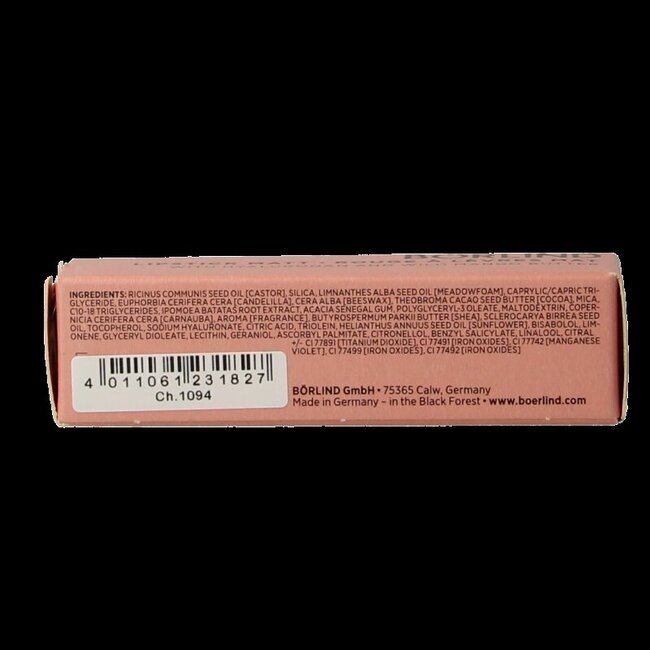 BÖRLIND
LIPSTICK MATT • ROUGE
INGREDIENTS: RICINUS COMMUNIS SEED OIL [CASTOR], SILICA, LIMNANTHES ALBA SEED OIL [MEADOWFOAM], CAPRYLIC/CAPRIC TRI-
GLYCERIDE, EUPHORBIA CERIFERA CERA [CANDELILLA], CERA ALBA [BEESWAX], THEOBROMA CACAO SEED BUTTER [COCOA], MICA,
C10-18 TRIGLYCERIDES, IPOMOEA BATATAS ROOT EXTRACT, ACACIA SENEGAL GUM, POLYGLYCERYL-3 OLEATE, MALTODEXTRIN, COPER-
NICIA CERIFERA CERA [CARNAUBA], AROMA [FRAGRANCE], BUTYROSPERMUM PARKII BUTTER [SHEA], SCLEROCARYA BIRREA SEED
OIL, TOCOPHEROL, SODIUM HYALURONATE, CITRIC ACID, TRIOLEIN, HELIANTHUS ANNUUS SEED OIL [SUNFLOWER], BISABOLOL, LIM-
ONENE, GLYCERYL DIOLEATE, LECITHIN, GERANIOL, ASCORBYL PALMITATE, CITRONELLOL, BENZYL SALICYLATE, LINALOOL, CITRAL
+/- CI 77891 [TITANIUM DIOXIDE], CI 77491 [IRON OXIDES], CI 77742 [MANGANESE
VIOLET], CI 77499 [IRON OXIDES], CI 77492 [IRON OXIDES]
4 011061 231827
Ch.1094
BÖRLIND GmbH • 75365 Calw, Germany
Made in Germany – in the Black Forest • www.boerlind.com